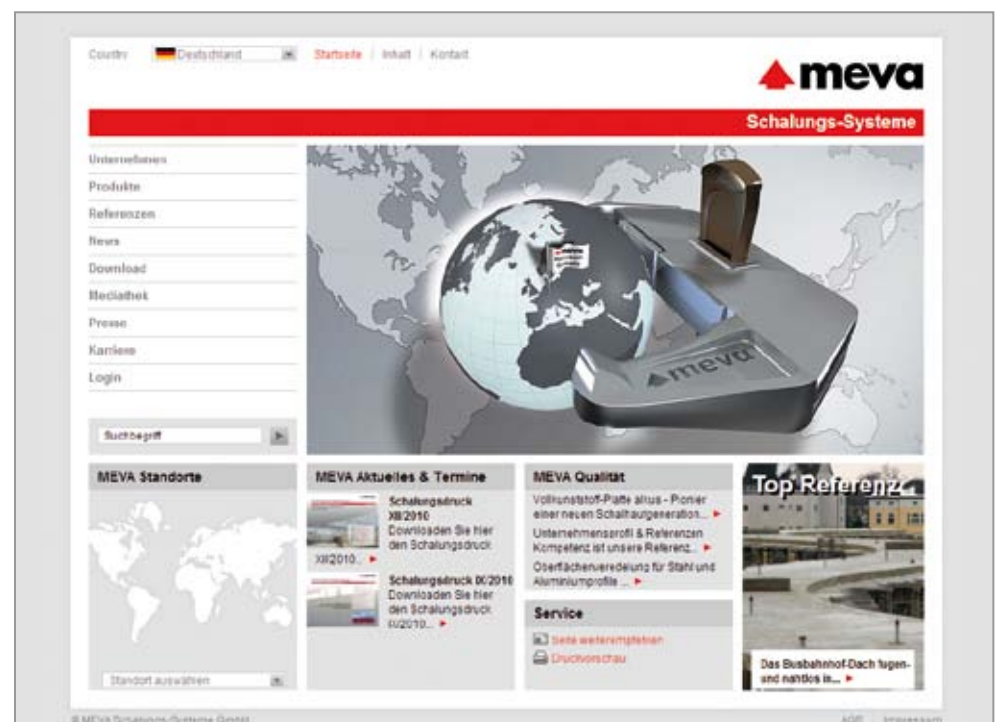 Country Deutschland Startseite Inhalt Kontakt
meva
Schalungs-Systeme
Unternehmen
Produkte
Referenzen
News
Download
Mediathek
Presse
Karriere
Login
Suchbegriff
meva
meva
MEVA Standorte
Standort auswählen
MEVA Aktuelles & Termine
Schalungsdruck
XII/2010
Downloaden Sie hier
den Schalungsdruck
XII/2010...
Schalungsdruck IX/2010
Downloaden Sie hier
den Schalungsdruck
IX/2010...
MEVA Qualität
Vollkunststoff-Platte alkus - Pionier
einer neuen Schalhautgeneration...
Unternehmensprofil & Referenzen
Kompetenz ist unsere Referenz...
Oberflächenveredelung für Stahl und
Aluminiumprofile ...
Service
Seite weiterempfehlen
Druckvorschau
Top Referenz
Das Busbahnhof-Dach fugen-
und nahtlos in...
© MEVA Schalungs-Systeme GmbH
AGB Impressum